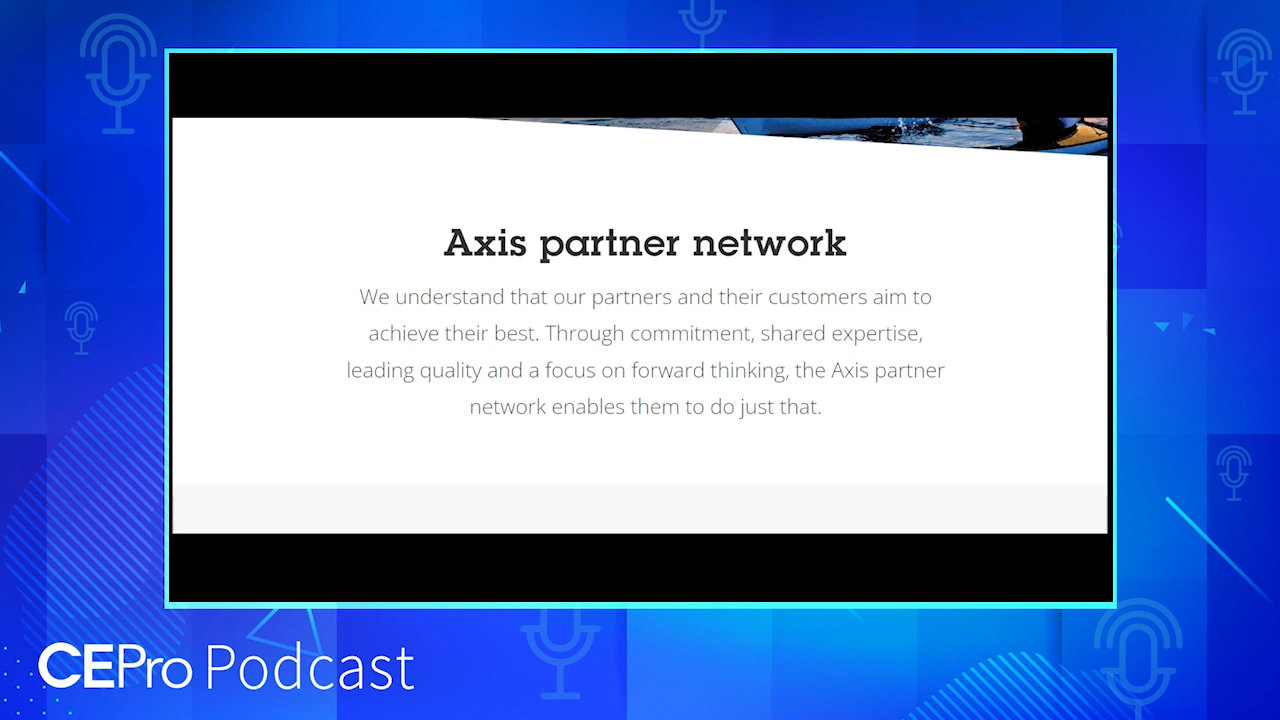 Axis partner network
We understand that our partners and their customers aim to
achieve their best. Through commitment, shared expertise,
leading quality and a focus on forward thinking, the Axis partner
network enables them to do just that.
CEPro Podcast